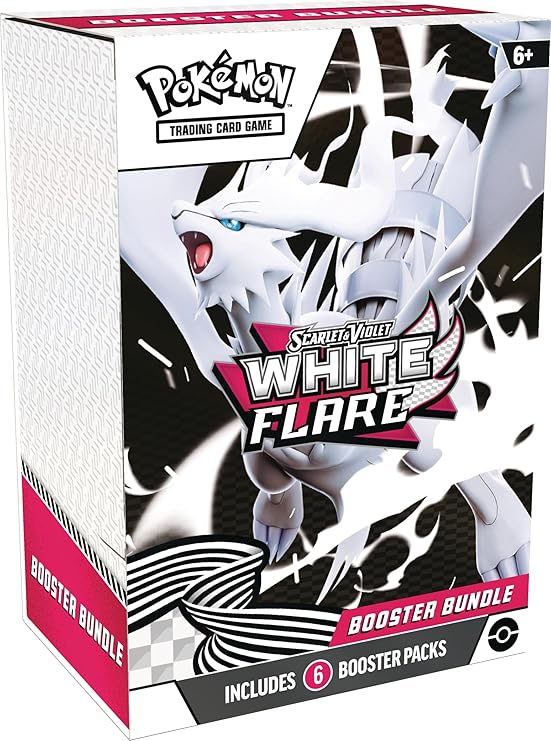 6+
POKéMON
TRADING CARD GAME
SCARLET & VIOLET
WHITE
FLARE
BOOSTER BUNDLE
BOOSTER BUNDLE
INCLUDES 6 BOOSTER PACKS